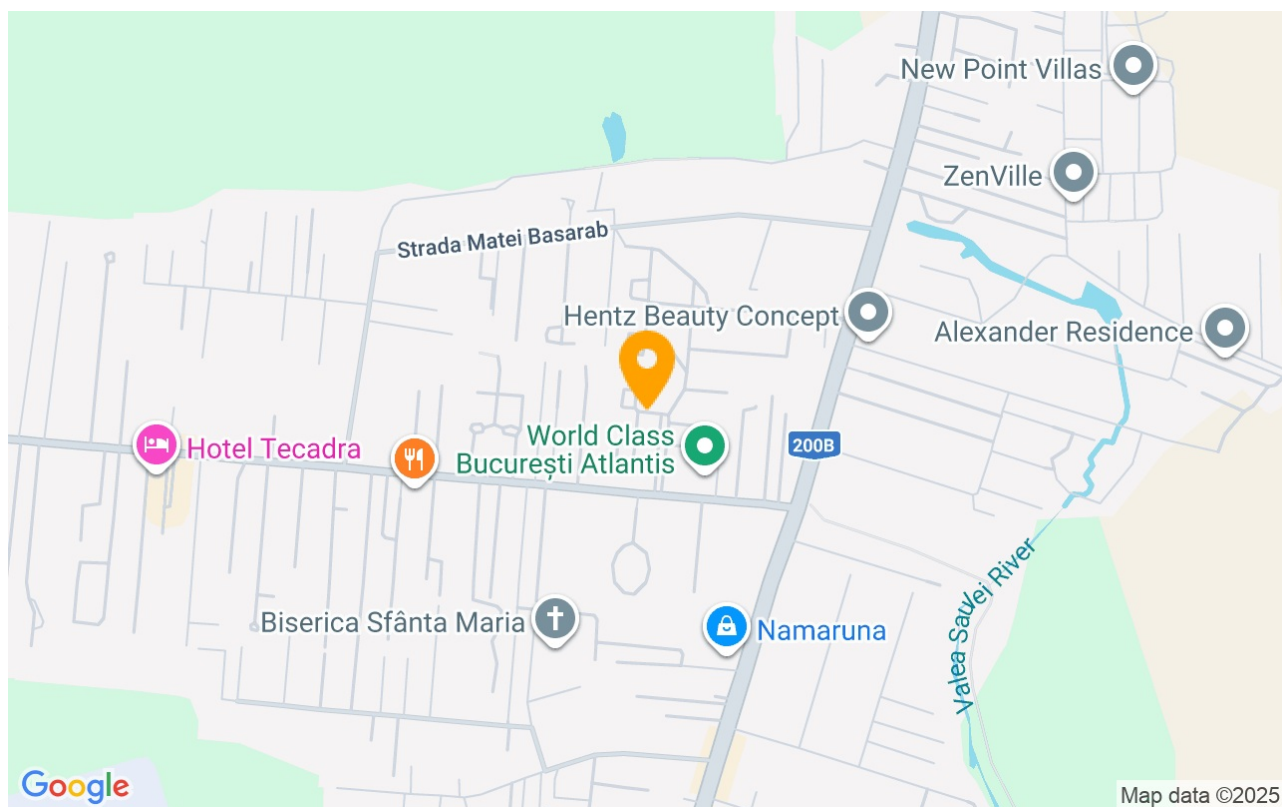 New Point Villas
ZenVille
Strada Matei Basarab
Hentz Beauty Concept
Alexander Residence
World Class
București Atlantis
200B
Hotel Tecadra
Valea Saulei River
Biserica Sfânta Maria
Namaruna
Google
Map data ©2025